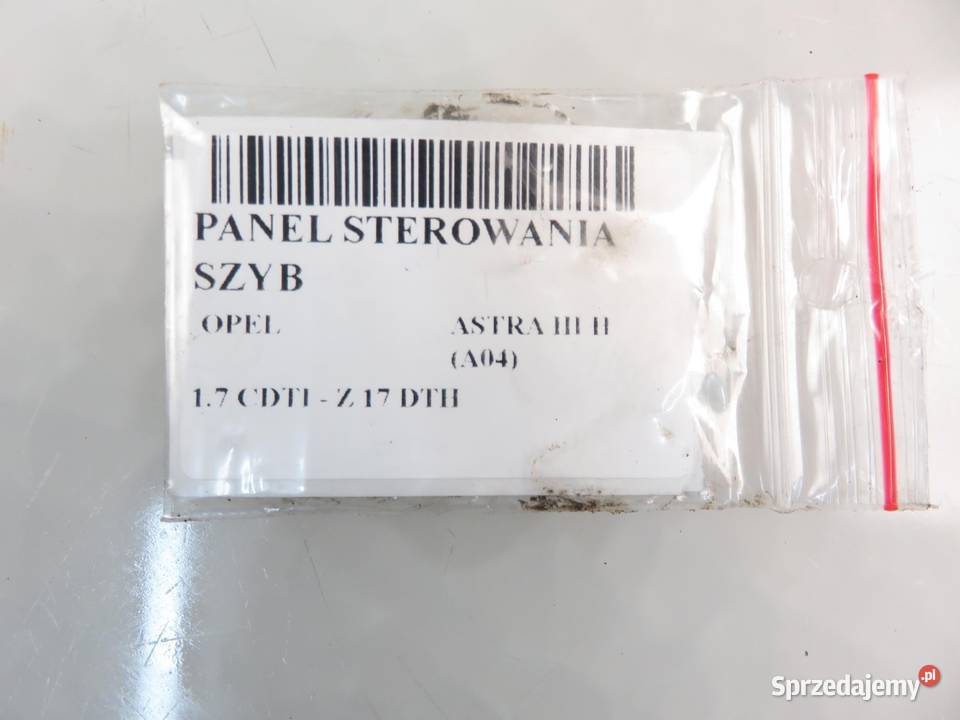 PANEL STEROWANIA
SZYB
OPEL ASTRA III H
(A04)
1.7 CDTI - Z 17 DTH
Sprzedajemy.pl